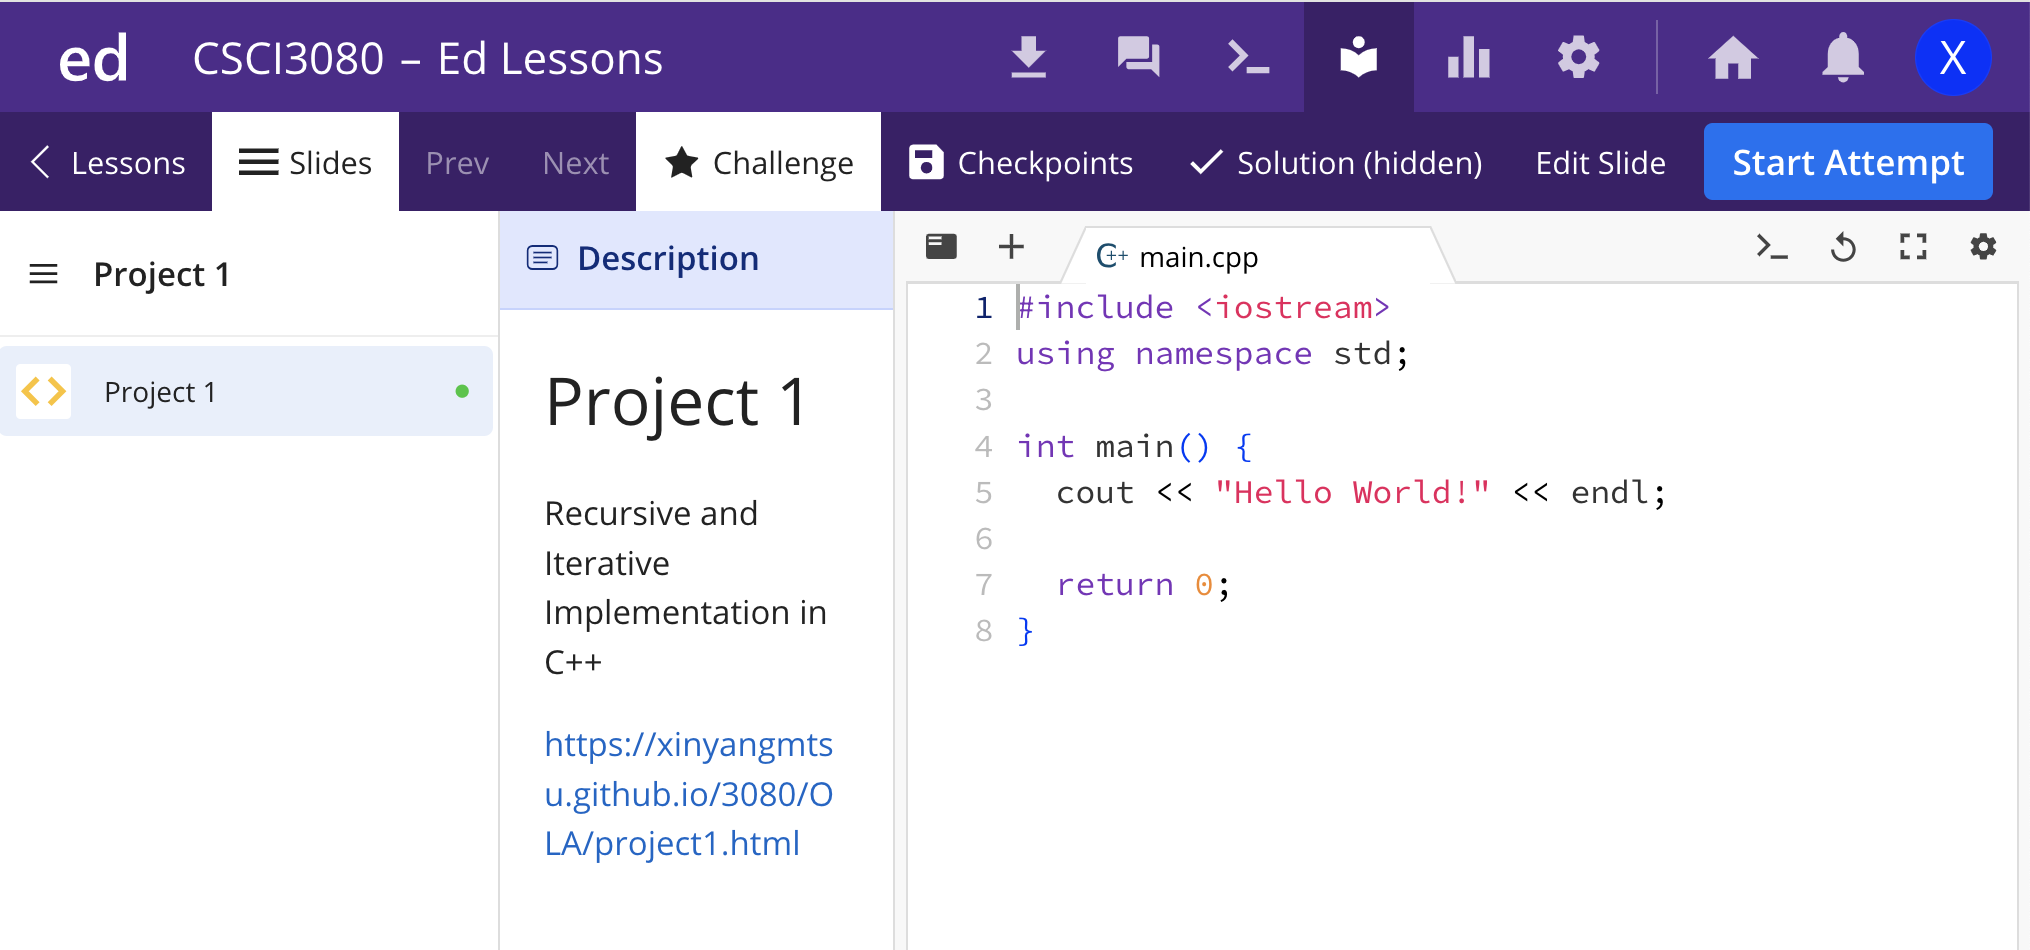 ed CSCI3080 – Ed Lessons X
Lessons Slides Prev Next Challenge Checkpoints Solution (hidden) Edit Slide Start Attempt
Project 1
Project 1
Description
Project 1
Recursive and
Iterative
Implementation in
C++
https://xinyangmts
u.github.io/3080/O
LA/project1.html
C++ main.cpp
1 #include <iostream>
2 using namespace std;
3
4 int main() {
5   cout << "Hello World!" << endl;
6
7   return 0;
8 }